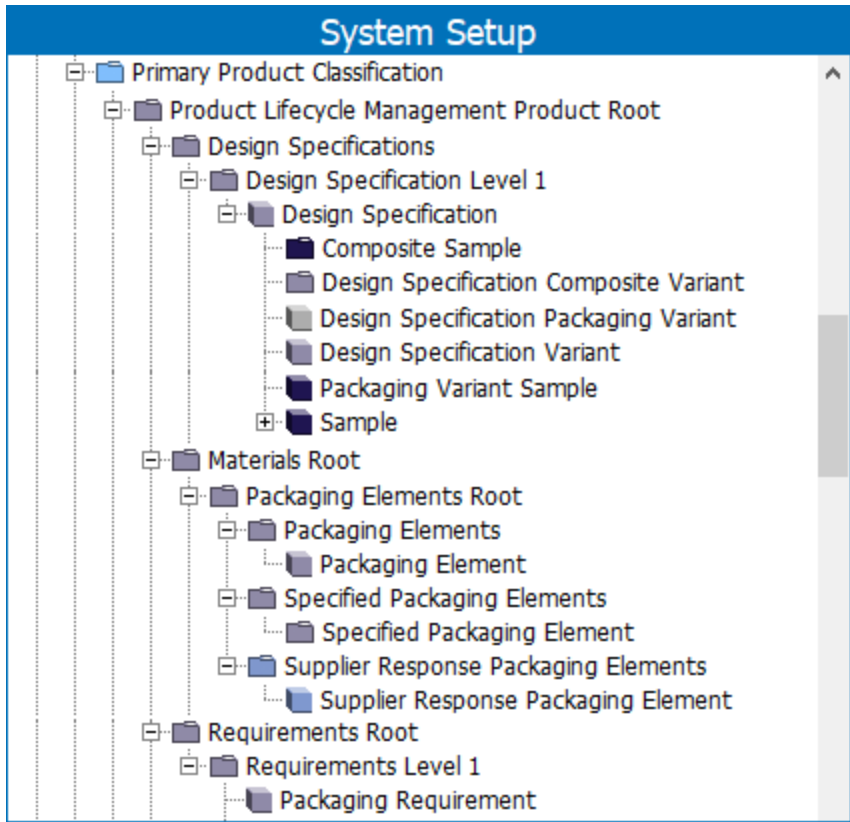 System Setup
Primary Product Classification
Product Lifecycle Management Product Root
Design Specifications
Design Specification Level 1
Design Specification
Composite Sample
Design Specification Composite Variant
Design Specification Packaging Variant
Design Specification Variant
Packaging Variant Sample
Sample
Materials Root
Packaging Elements Root
Packaging Elements
Packaging Element
Specified Packaging Elements
Specified Packaging Element
Supplier Response Packaging Elements
Supplier Response Packaging Element
Requirements Root
Requirements Level 1
Packaging Requirement